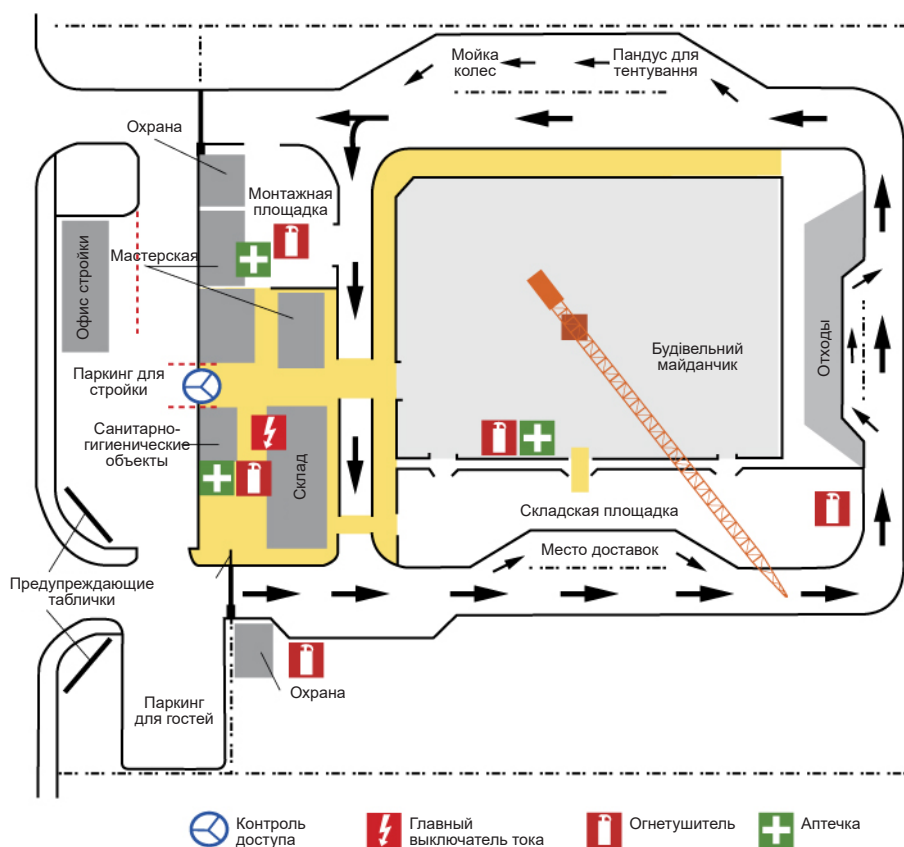 Мойка
колес
Пандус для
тентування
Охрана
Монтажная
площадка
Мастерская
Офис стройки
Будівельний
майданчик
Отходы
Паркинг для
стройки
Санитарно-
гигиенические
объекты
Склад
Складская площадка
Место доставок
Предупреждающие
таблички
Охрана
Паркинг
для гостей
Контроль
доступа
Главный
выключатель тока
Огнетушитель
Аптечка